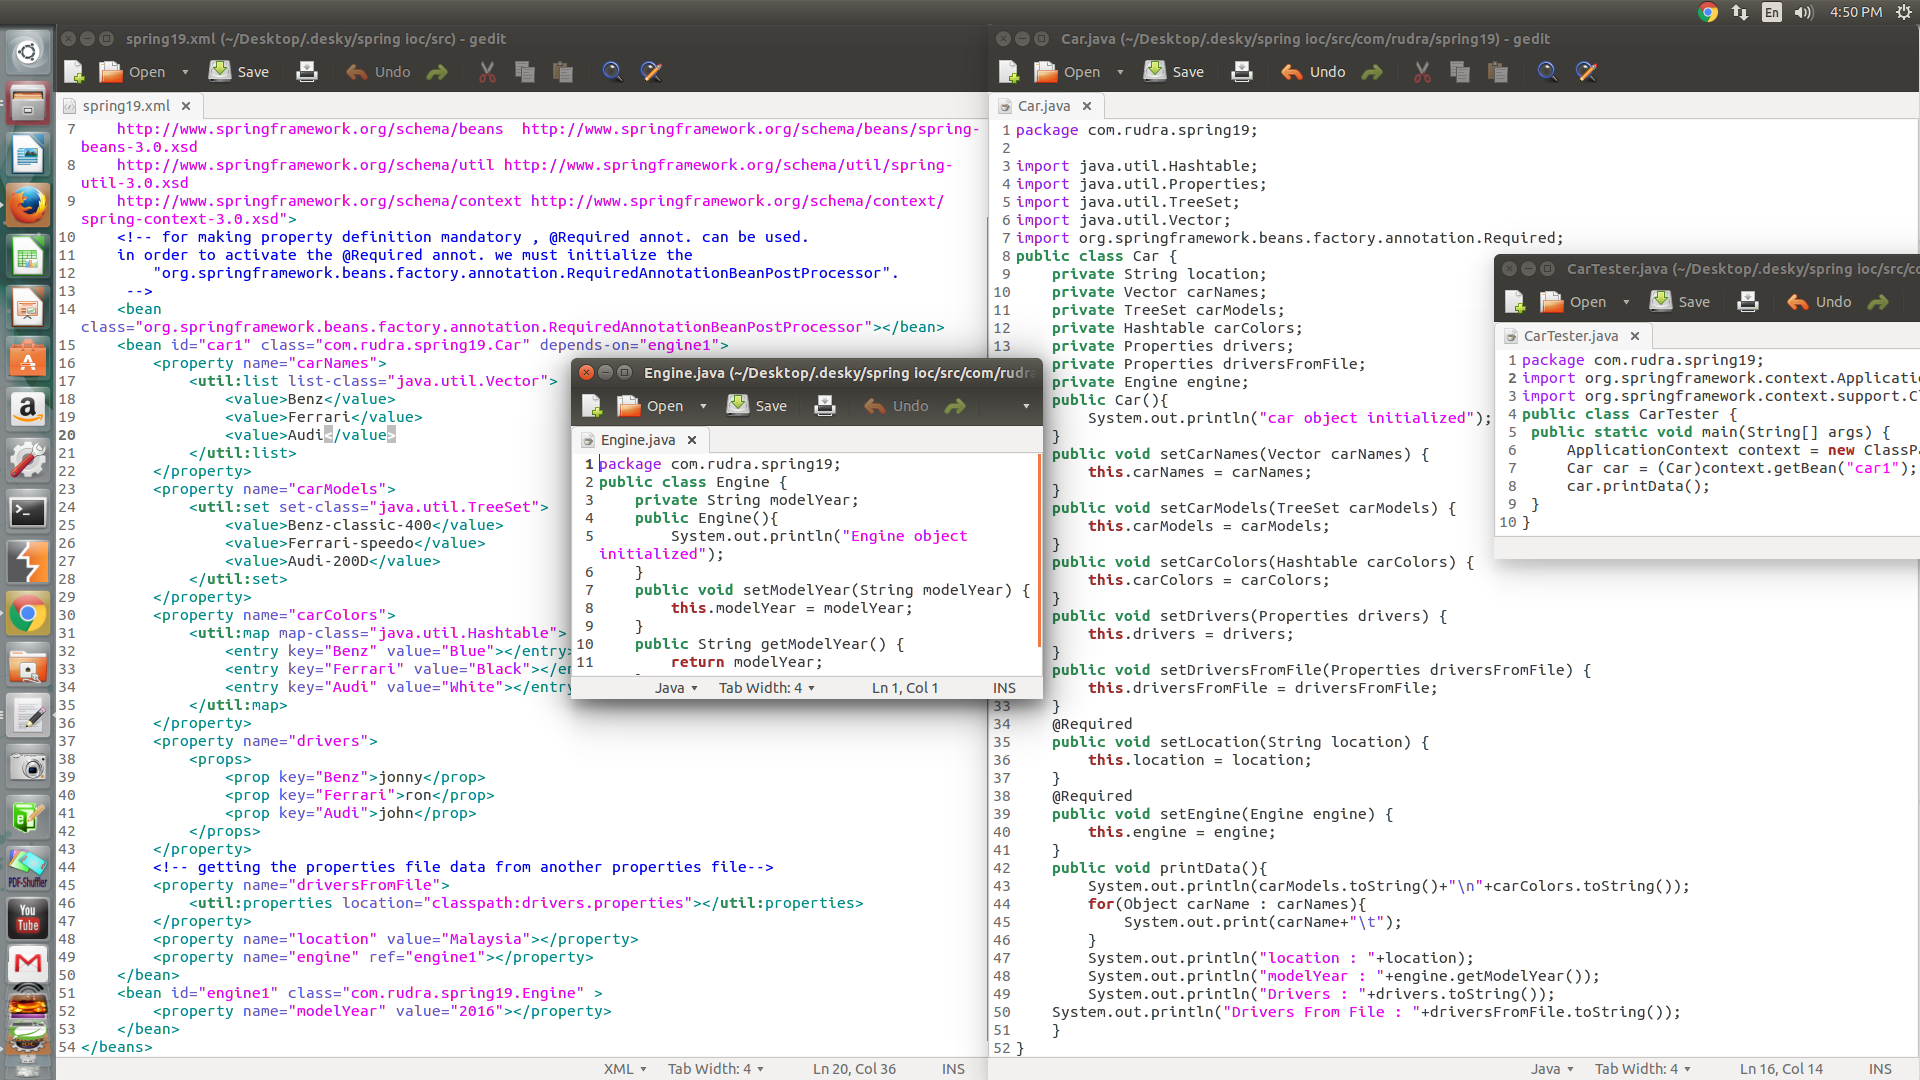 En
4:50 PM
spring19.xml (~/Desktop/.desky/spring ioc/src) - gedit
Open
Save
Undo
spring19.xml
7 http://www.springframework.org/schema/beans http://www.springframework.org/schema/beans/spring-
beans-3.0.xsd
8 http://www.springframework.org/schema/util http://www.springframework.org/schema/util/spring-
util-3.0.xsd
9 http://www.springframework.org/schema/context http://www.springframework.org/schema/context/
spring-context-3.0.xsd">
10 <!-- for making property definition mandatory , @Required annot. can be used.
11 in order to activate the @Required annot. we must initialize the
12 "org.springframework.beans.factory.annotation.RequiredAnnotationBeanPostProcessor".
13 -->
14 <bean
class="org.springframework.beans.factory.annotation.RequiredAnnotationBeanPostProcessor"></bean>
15 <bean id="car1" class="com.rudra.spring19.Car" depends-on="engine1">
16 <property name="carNames">
17 <util:list list-class="java.util.Vector">
18 <value>Benz</value>
19 <value>Ferrari</value>
20 <value>Audi</value>
21 </util:list>
22 </property>
23 <property name="carModels">
24 <util:set set-class="java.util.TreeSet">
25 <value>Benz-classic-400</value>
26 <value>Ferrari-speedo</value>
27 <value>Audi-200D</value>
28 </util:set>
29 </property>
30 <property name="carColors">
31 <util:map map-class="java.util.Hashtable">
32 <entry key="Benz" value="Blue"></entry>
33 <entry key="Ferrari" value="Black"></en
34 <entry key="Audi" value="White"></entry
35 </util:map>
36 </property>
37 <property name="drivers">
38 <props>
39 <prop key="Benz">jonny</prop>
40 <prop key="Ferrari">ron</prop>
41 <prop key="Audi">john</prop>
42 </props>
43 </property>
44 <!-- getting the properties file data from another properties file-->
45 <property name="driversFromFile">
46 <util:properties location="classpath:drivers.properties"></util:properties>
47 </property>
48 <property name="location" value="Malaysia"></property>
49 <property name="engine" ref="engine1"></property>
50 </bean>
51 <bean id="engine1" class="com.rudra.spring19.Engine" >
52 <property name="modelYear" value="2016"></property>
53 </bean>
54 </beans>
XML
Tab Width: 4
Ln 20, Col 36
INS
Engine.java (~/Desktop/.desky/spring ioc/src/com/rudra
Open
Save
Undo
Engine.java
1 package com.rudra.spring19;
2 public class Engine {
3 private String modelYear;
4 public Engine(){
5 System.out.println("Engine object
initialized");
6 }
7 public void setModelYear(String modelYear) {
8 this.modelYear = modelYear;
9 }
10 public String getModelYear() {
11 return modelYear;
Java
Tab Width: 4
Ln 1, Col 1
INS
Car.java (~/Desktop/.desky/spring ioc/src/com/rudra/spring19) - gedit
Open
Save
Undo
Car.java
1 package com.rudra.spring19;
2
3 import java.util.Hashtable;
4 import java.util.Properties;
5 import java.util.TreeSet;
6 import java.util.Vector;
7 import org.springframework.beans.factory.annotation.Required;
8 public class Car {
9 private String location;
10 private Vector carNames;
11 private TreeSet carModels;
12 private Hashtable carColors;
13 private Properties drivers;
private Properties driversFromFile;
private Engine engine;
public Car(){
System.out.println("car object initialized");
}
public void setCarNames(Vector carNames) {
this.carNames = carNames;
}
public void setCarModels(TreeSet carModels) {
this.carModels = carModels;
}
public void setCarColors(Hashtable carColors) {
this.carColors = carColors;
}
public void setDrivers(Properties drivers) {
this.drivers = drivers;
}
public void setDriversFromFile(Properties driversFromFile) {
this.driversFromFile = driversFromFile;
33 }
34 @Required
35 public void setLocation(String location) {
36 this.location = location;
37 }
38 @Required
39 public void setEngine(Engine engine) {
40 this.engine = engine;
41 }
42 public void printData(){
43 System.out.println(carModels.toString()+"\n"+carColors.toString());
44 for(Object carName : carNames){
45 System.out.print(carName+"\t");
46 }
47 System.out.println("location : "+location);
48 System.out.println("modelYear : "+engine.getModelYear());
49 System.out.println("Drivers : "+drivers.toString());
50 System.out.println("Drivers From File : "+driversFromFile.toString());
51 }
52 }
Java
Tab Width: 4
Ln 16, Col 14
INS
CarTester.java (~/Desktop/.desky/spring ioc/src/co
Open
Save
Undo
CarTester.java
1 package com.rudra.spring19;
2 import org.springframework.context.Applicati
3 import org.springframework.context.support.Cl
4 public class CarTester {
5 public static void main(String[] args) {
6 ApplicationContext context = new ClassPa
7 Car car = (Car)context.getBean("car1");
8 car.printData();
9 }
10 }
PDF-Shuffler
You
Tube